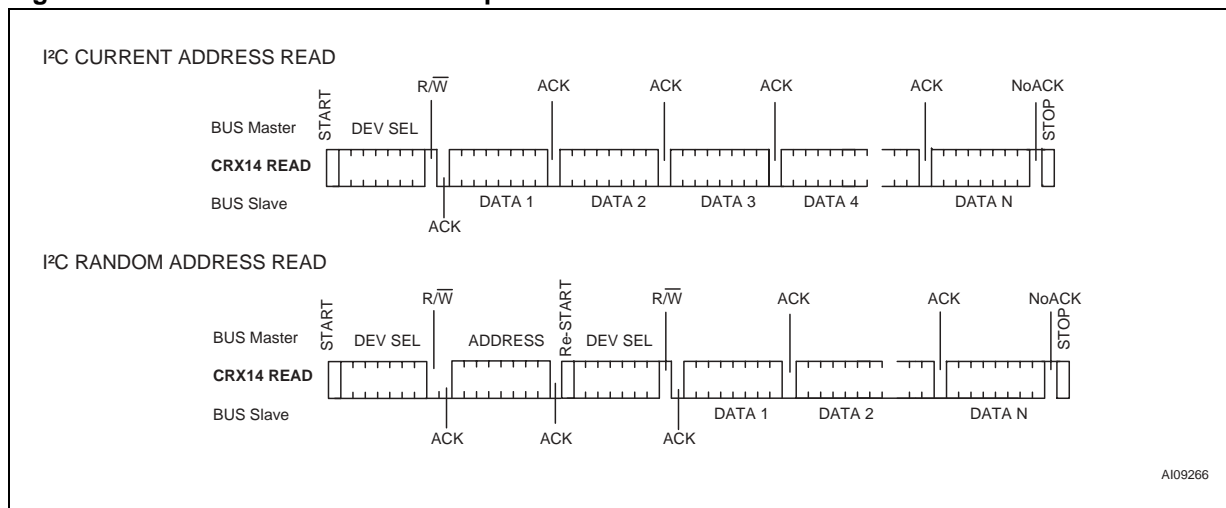 I²C CURRENT ADDRESS READ
R/W̅ ACK ACK ACK ACK NoACK
BUS Master START DEV SEL STOP
CRX14 READ
BUS Slave DATA 1 DATA 2 DATA 3 DATA 4 DATA N
ACK
I²C RANDOM ADDRESS READ
R/W̅ R/W̅ ACK ACK NoACK
BUS Master START DEV SEL ADDRESS Re-START DEV SEL STOP
CRX14 READ
BUS Slave DATA 1 DATA 2 DATA N
ACK ACK ACK
AI09266